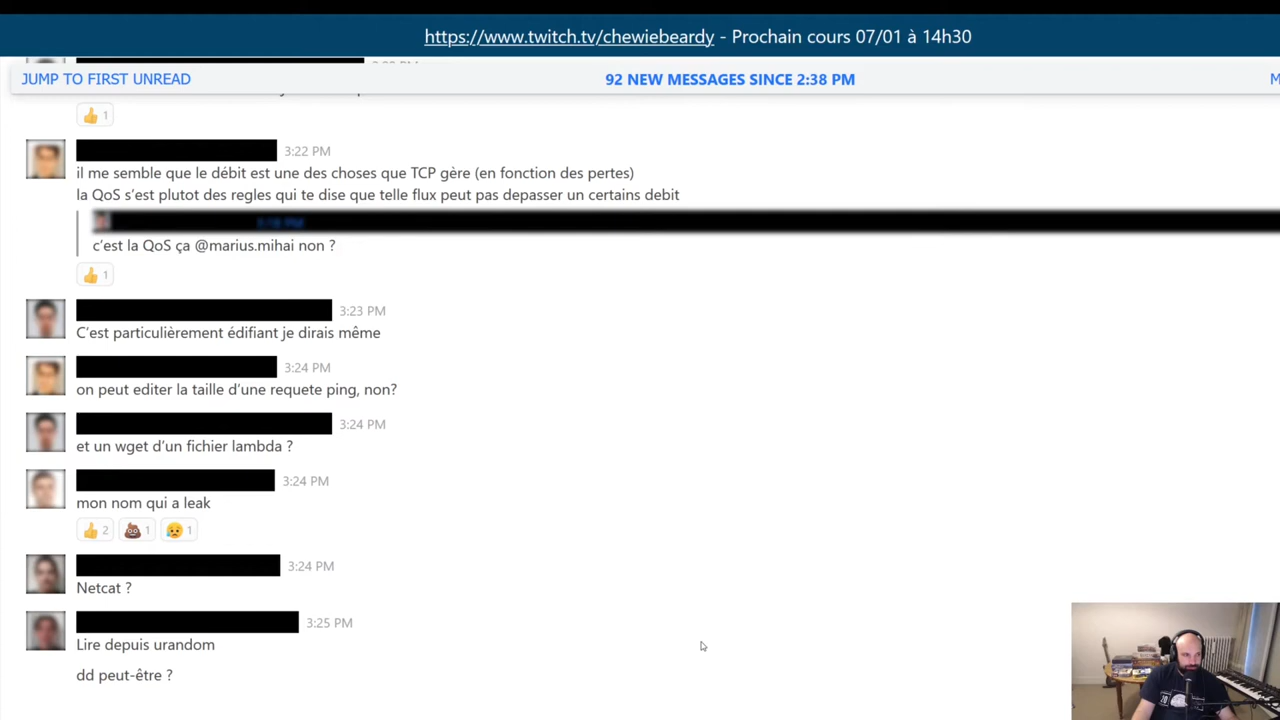 https://www.twitch.tv/chewiebeardy - Prochain cours 07/01 à 14h30
JUMP TO FIRST UNREAD
92 NEW MESSAGES SINCE 2:38 PM
👍 1
3:22 PM
il me semble que le débit est une des choses que TCP gère (en fonction des pertes)
la QoS s’est plutot des regles qui te dise que telle flux peut pas depasser un certains debit
c’est la QoS ça @marius.mihai non ?
👍 1
3:23 PM
C’est particulièrement édifiant je dirais même
3:24 PM
on peut editer la taille d’une requete ping, non?
3:24 PM
et un wget d’un fichier lambda ?
3:24 PM
mon nom qui a leak
👍 2 💩 1 😥 1
3:24 PM
Netcat ?
3:25 PM
Lire depuis urandom
dd peut-être ?